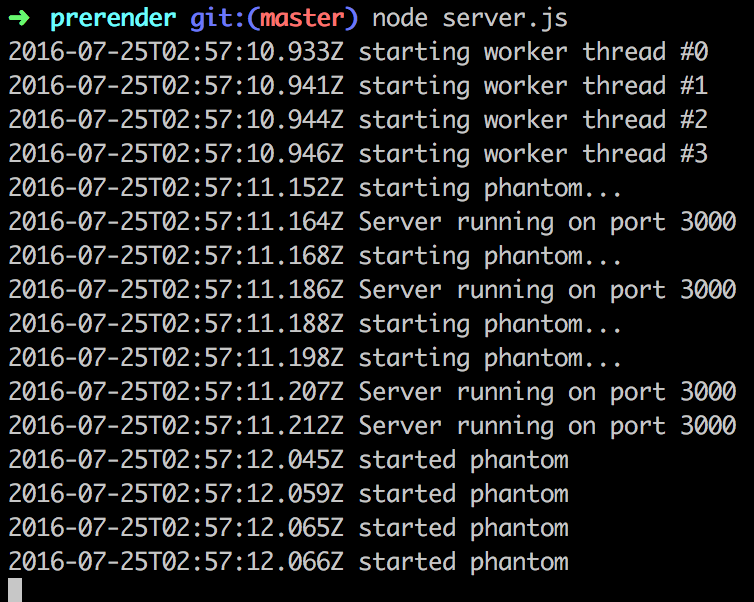 ➜ prerender git:(master) node server.js
2016-07-25T02:57:10.933Z starting worker thread #0
2016-07-25T02:57:10.941Z starting worker thread #1
2016-07-25T02:57:10.944Z starting worker thread #2
2016-07-25T02:57:10.946Z starting worker thread #3
2016-07-25T02:57:11.152Z starting phantom...
2016-07-25T02:57:11.164Z Server running on port 3000
2016-07-25T02:57:11.168Z starting phantom...
2016-07-25T02:57:11.186Z Server running on port 3000
2016-07-25T02:57:11.188Z starting phantom...
2016-07-25T02:57:11.198Z starting phantom...
2016-07-25T02:57:11.207Z Server running on port 3000
2016-07-25T02:57:11.212Z Server running on port 3000
2016-07-25T02:57:12.045Z started phantom
2016-07-25T02:57:12.059Z started phantom
2016-07-25T02:57:12.065Z started phantom
2016-07-25T02:57:12.066Z started phantom